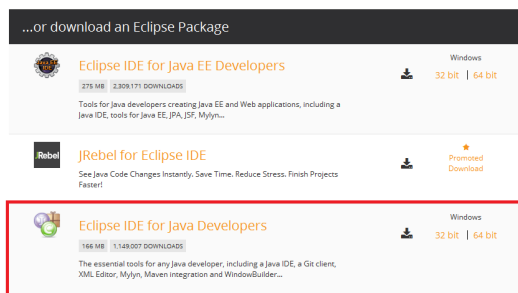 ...or download an Eclipse Package
Eclipse IDE for Java EE Developers
275 MB 2,309,171 DOWNLOADS
Tools for Java developers creating Java EE and Web applications, including a
Java IDE, tools for Java EE, JPA, JSF, Mylyn...
Windows
32 bit | 64 bit
JRebel
JRebel for Eclipse IDE
See Java Code Changes Instantly. Save Time. Reduce Stress. Finish Projects
Faster!
Promoted
Download
Eclipse IDE for Java Developers
166 MB 1,149,007 DOWNLOADS
The essential tools for any Java developer, including a Java IDE, a Git client,
XML Editor, Mylyn, Maven integration and WindowBuilder...
Windows
32 bit | 64 bit